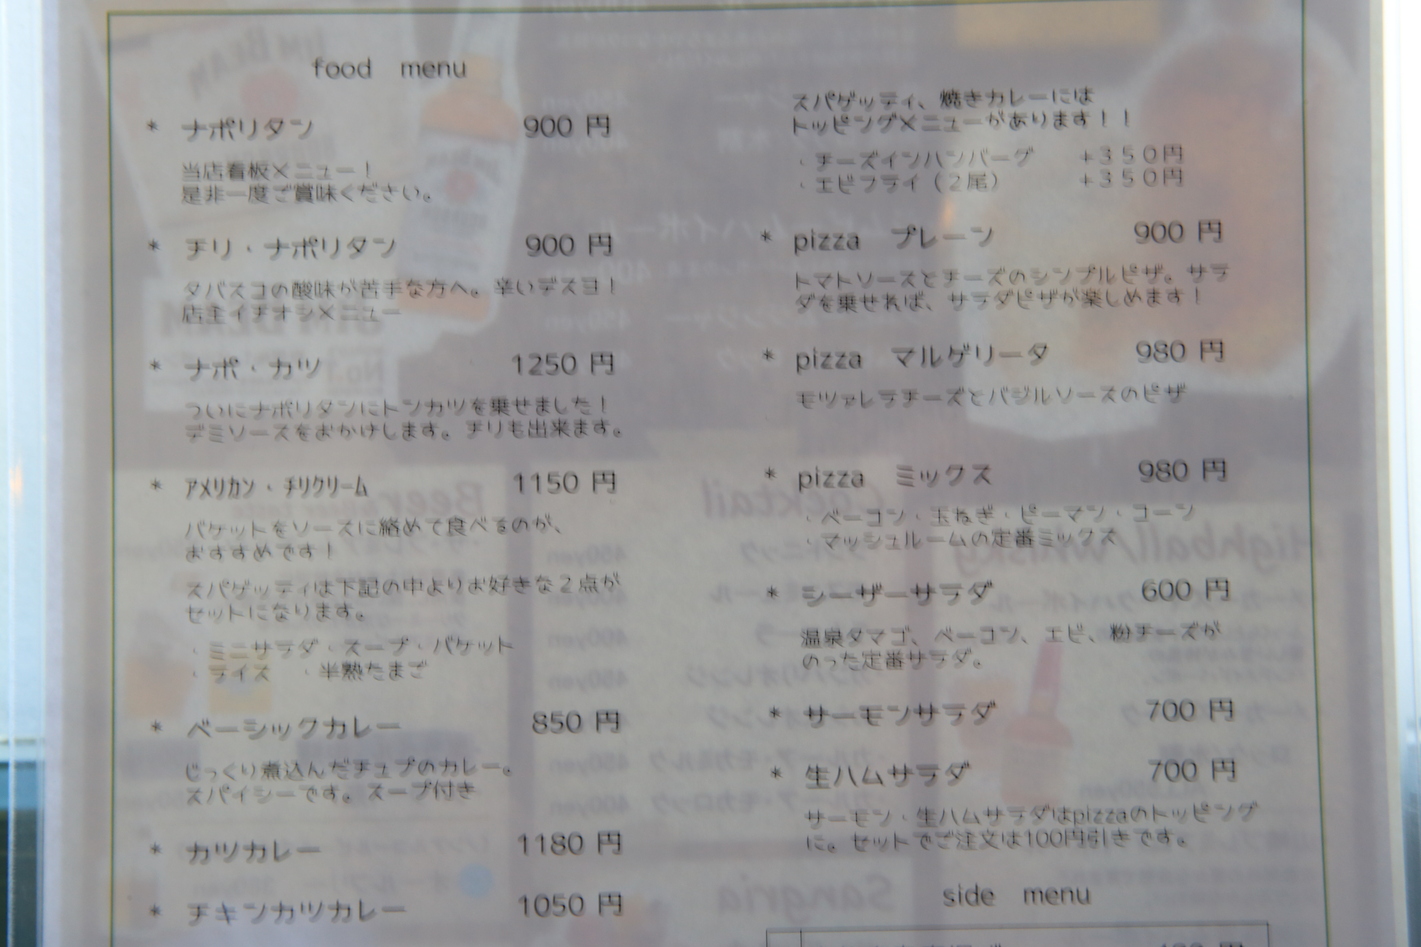 food menu
* ナポリタン 900 円
当店看板メニュー！
是非一度ご賞味ください。
* チリ・ナポリタン 900 円
タバスコの酸味が苦手な方へ。辛いデスヨ！
店主イチオシメニュー
* ナポ・カツ 1250 円
ついにナポリタンにトンカツを乗せました！
デミソースをおかけします。チリも出来ます。
* アメリカン・チリクリーム 1150 円
バケットをソースに絡めて食べるのが、
おすすめです！
スパゲッティは下記の中よりお好きな２点が
セットになります。
・ミニサラダ・スープ・バケット
・ライス ・半熟たまご
* ベーシックカレー 850 円
じっくり煮込んだチュプのカレー。
スパイシーです。スープ付き
* カツカレー 1180 円
* チキンカツカレー 1050 円
スパゲッティ、焼きカレーには
トッピングメニューがあります！！
・チーズインハンバーグ +３５０円
・エビフライ（２尾） +３５０円
* pizza プレーン 900 円
トマトソースとチーズのシンプルピザ。サラ
ダを乗せれば、サラダピザが楽しめます！
* pizza マルゲリータ 980 円
モッツァレラチーズとバジルソースのピザ
* pizza ミックス 980 円
・ベーコン・玉ねぎ・ピーマン・コーン
・マッシュルームの定番ミックス
* シーザーサラダ 600 円
温泉タマゴ、ベーコン、エビ、粉チーズが
のった定番サラダ。
* サーモンサラダ 700 円
* 生ハムサラダ 700 円
サーモン・生ハムサラダはpizzaのトッピング
に。セットでご注文は100円引きです。
side menu